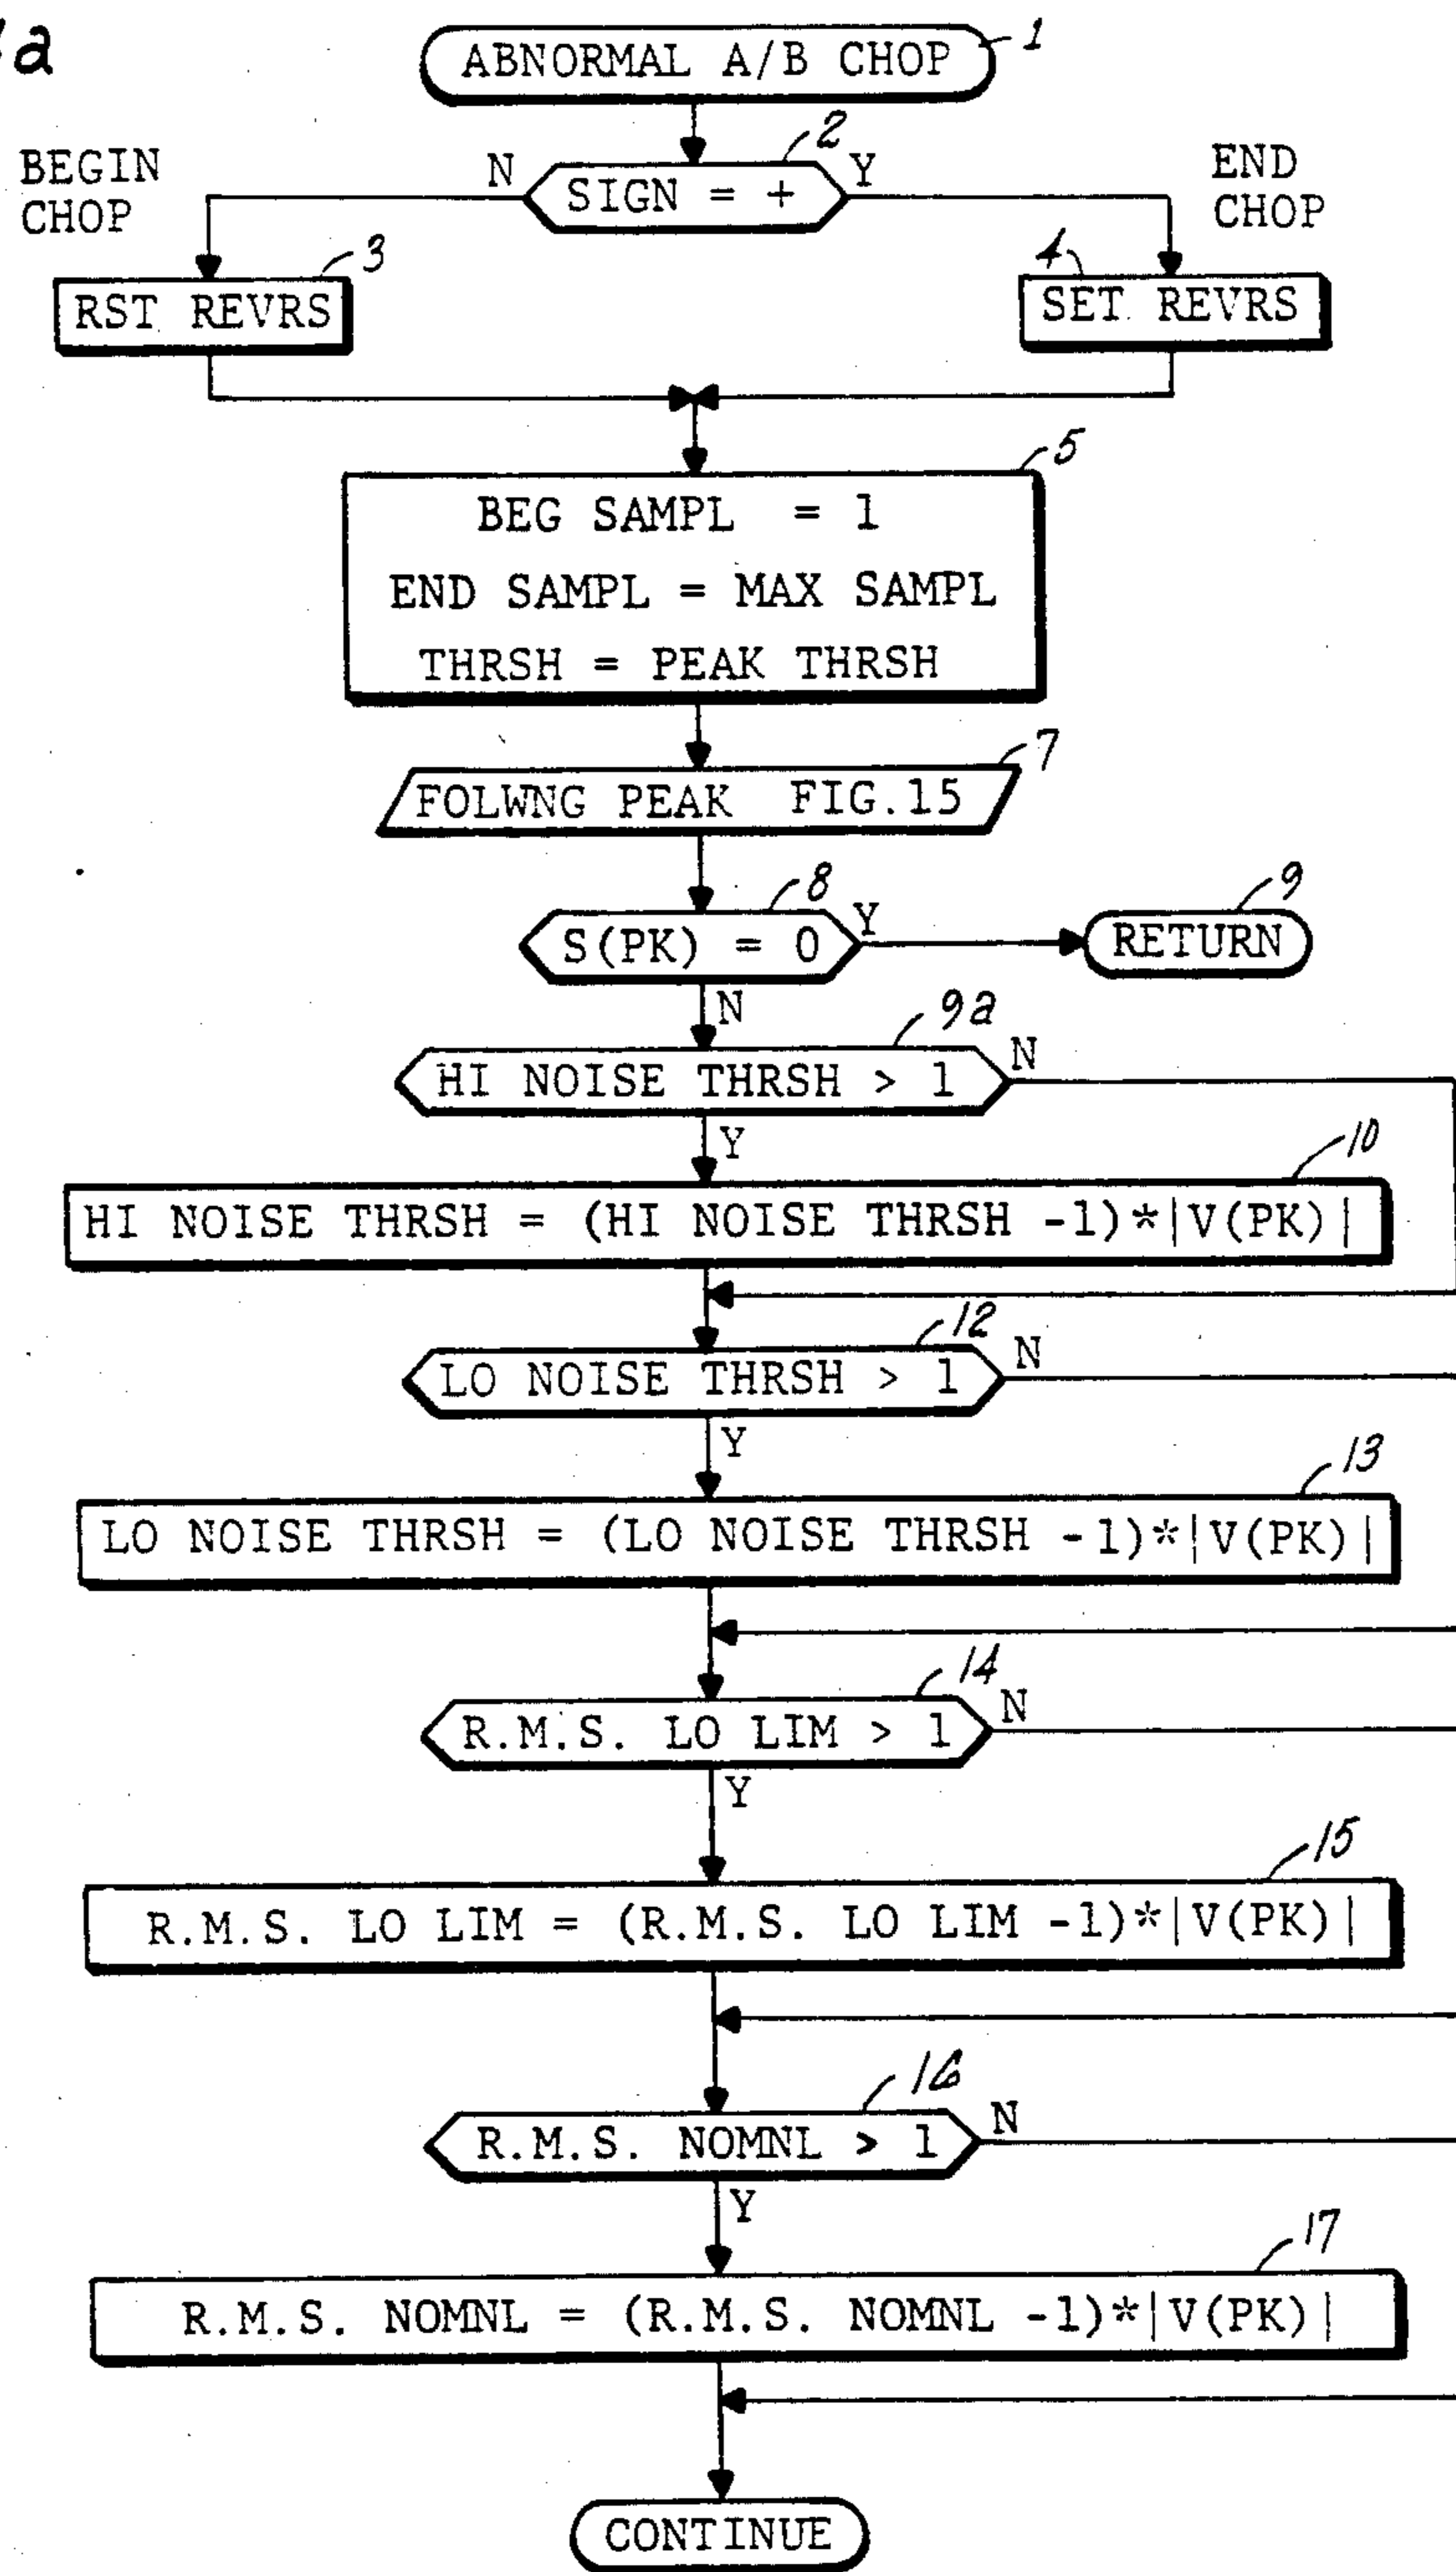 a
ABNORMAL A/B CHOP
1
2
BEGIN
CHOP
N
SIGN = +
Y
END
CHOP
3
RST REVRS
4
SET REVRS
5
BEG SAMPL = 1
END SAMPL = MAX SAMPL
THRSH = PEAK THRSH
7
FOLWNG PEAK FIG.15
8
S(PK) = 0
Y
9
RETURN
N
9a
HI NOISE THRSH > 1
N
Y
10
HI NOISE THRSH = (HI NOISE THRSH -1)*|V(PK)|
12
LO NOISE THRSH > 1
N
Y
13
LO NOISE THRSH = (LO NOISE THRSH -1)*|V(PK)|
14
R.M.S. LO LIM > 1
N
Y
15
R.M.S. LO LIM = (R.M.S. LO LIM -1)*|V(PK)|
16
R.M.S. NOMNL > 1
N
Y
17
R.M.S. NOMNL = (R.M.S. NOMNL -1)*|V(PK)|
CONTINUE